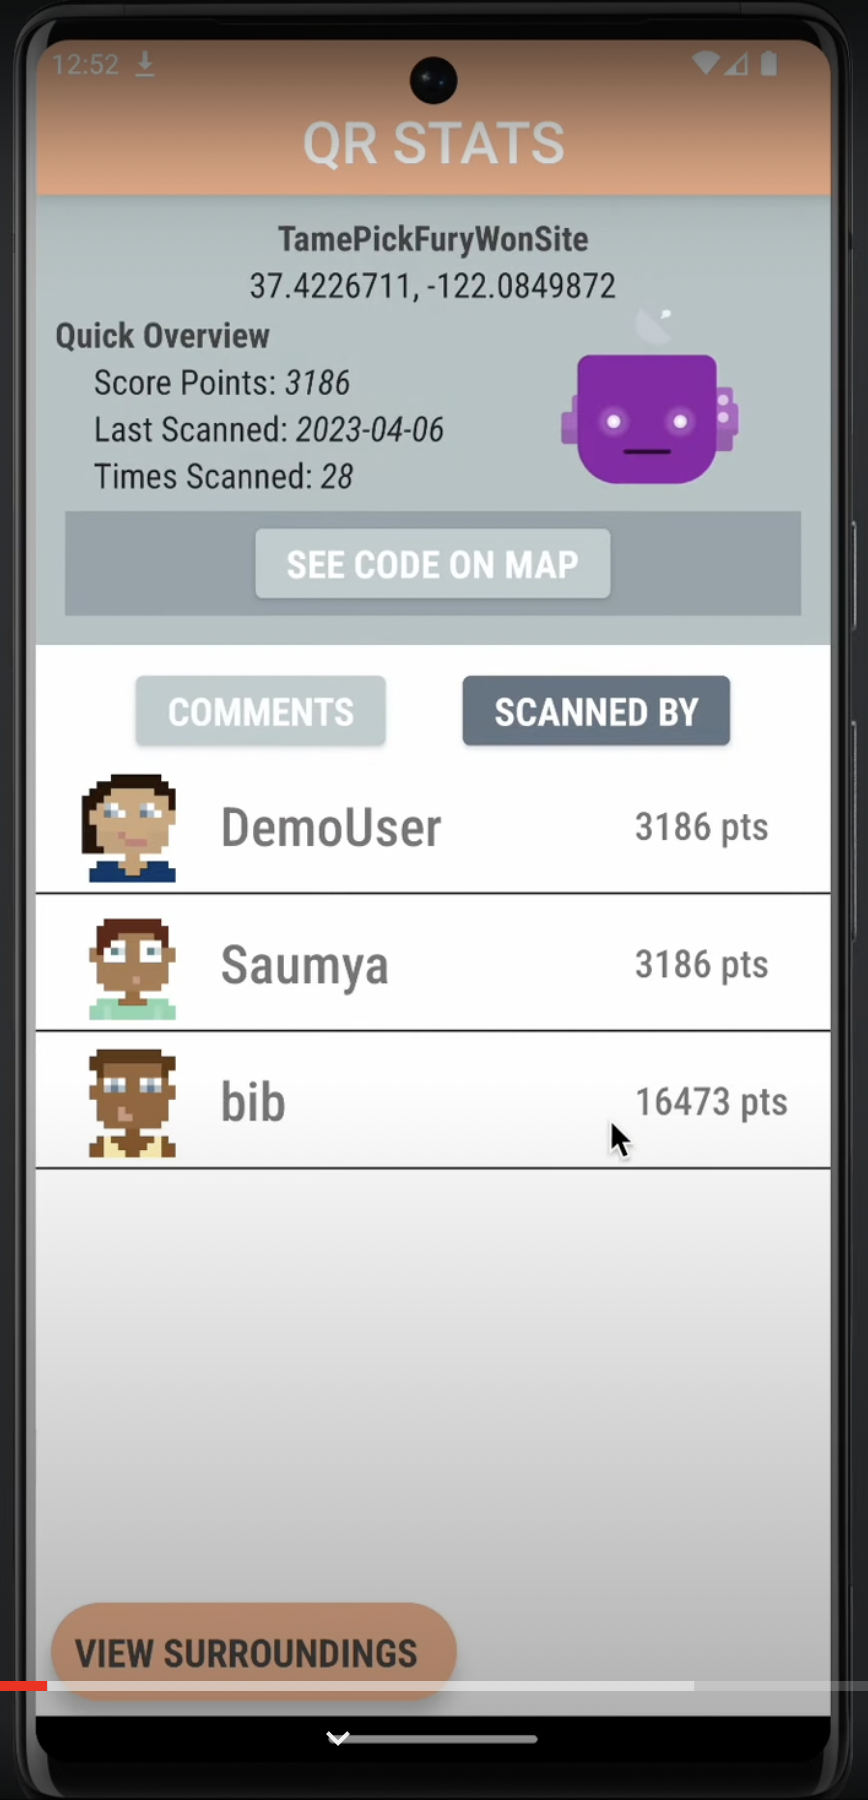 12:52
QR STATS
TamePickFuryWonSite
37.4226711, -122.0849872
Quick Overview
Score Points: 3186
Last Scanned: 2023-04-06
Times Scanned: 28
SEE CODE ON MAP
COMMENTS
SCANNED BY
DemoUser 3186 pts
Saumya 3186 pts
bib 16473 pts
VIEW SURROUNDINGS